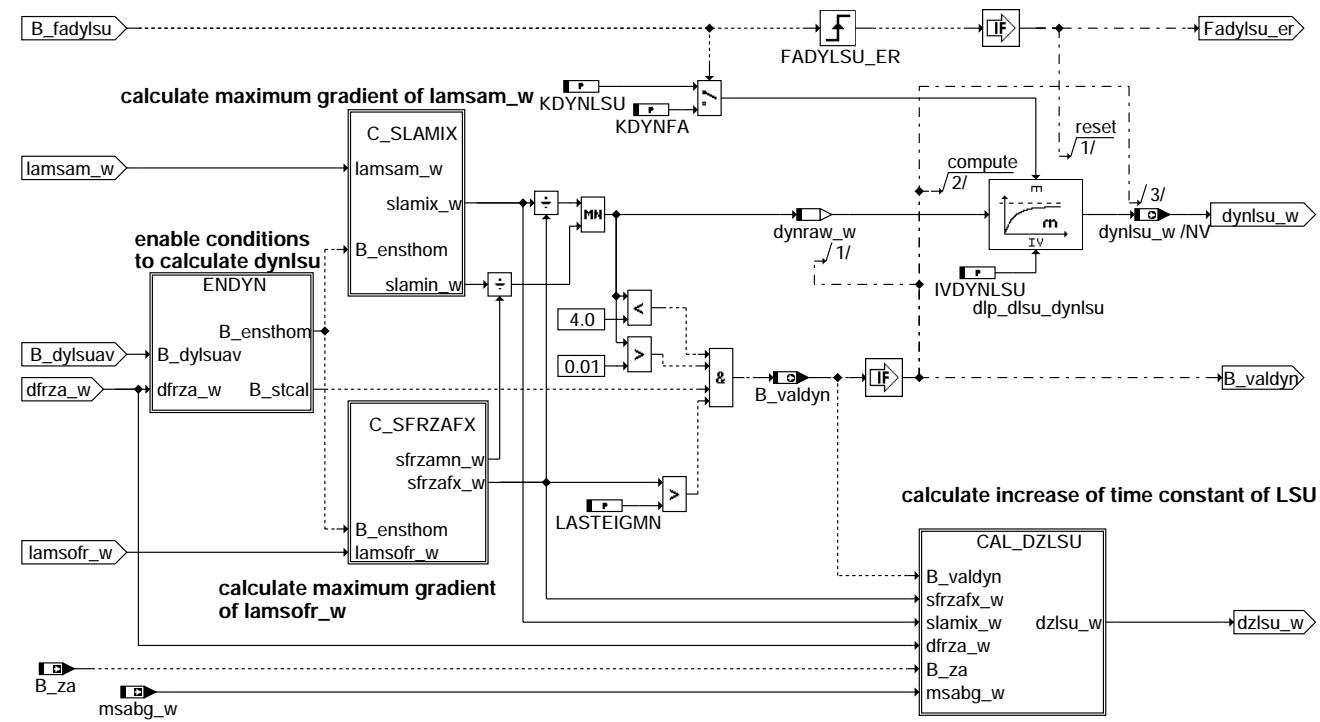 B_fadylsu
FADYLSU_ER
IF
Fadylsu_er
calculate maximum gradient of lamsam_w
P
KDYNLSU
P
KDYNFA
C_SLAMIX
lamsam_w
lamsam_w
slamix_w
B_ensthom
slamin_w
÷
÷
MN
dynraw_w
1/
compute
2/
reset
1/
m
m
IV
3/
dynlsu_w /NV
dynlsu_w
P
IVDYNLSU
dlp_dlsu_dynlsu
enable conditions
to calculate dynlsu
ENDYN
B_ensthom
B_dylsuav
B_dylsuav
dfrza_w
dfrza_w
B_stcal
4.0
<
0.01
>
&
B_valdyn
IF
B_valdyn
C_SFRZAFX
sfrzamn_w
sfrzafx_w
B_ensthom
lamsofr_w
lamsofr_w
P
LASTEIGMN
>
calculate maximum gradient
of lamsofr_w
calculate increase of time constant of LSU
CAL_DZLSU
B_valdyn
sfrzafx_w
slamix_w
dzlsu_w
dzlsu_w
dfrza_w
B_za
msabg_w
B_za
msabg_w